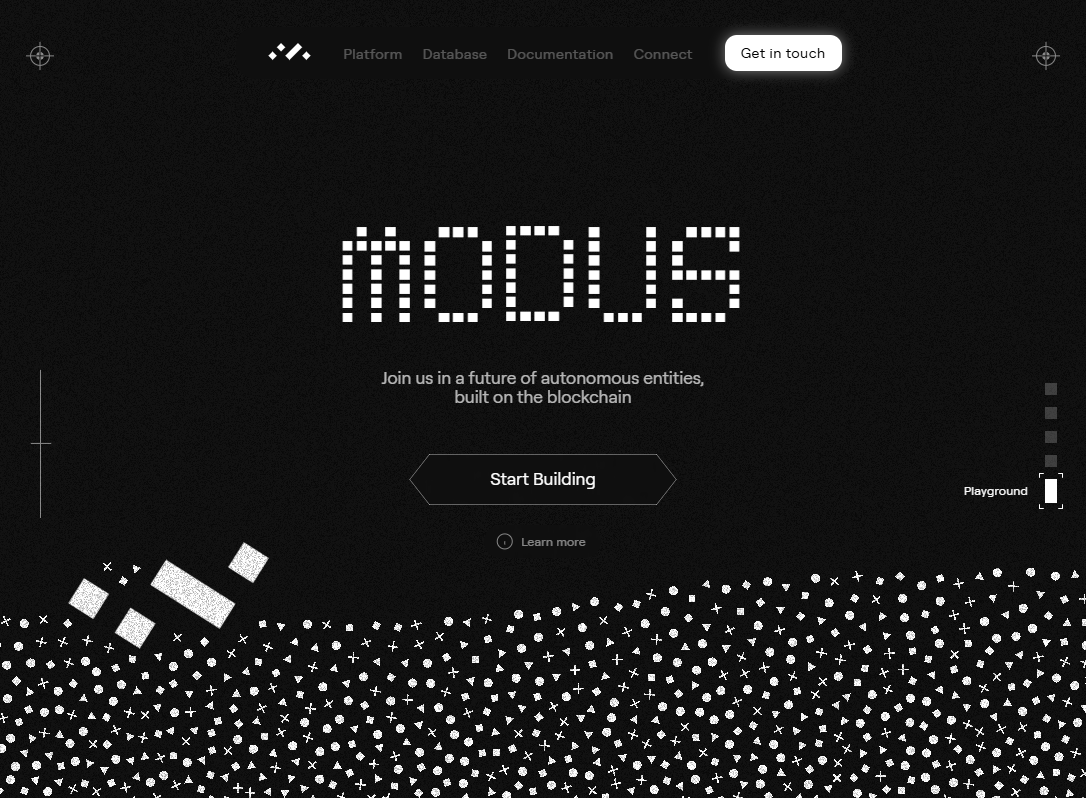 Platform Database Documentation Connect Get in touch
MODUS
Join us in a future of autonomous entities,
built on the blockchain
Start Building
Playground
Learn more